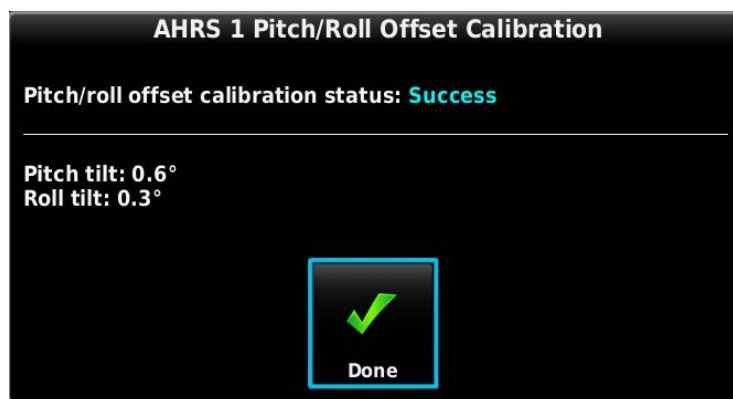 AHRS 1 Pitch/Roll Offset Calibration
Pitch/roll offset calibration status: Success
Pitch tilt: 0.6°
Roll tilt: 0.3°
Done